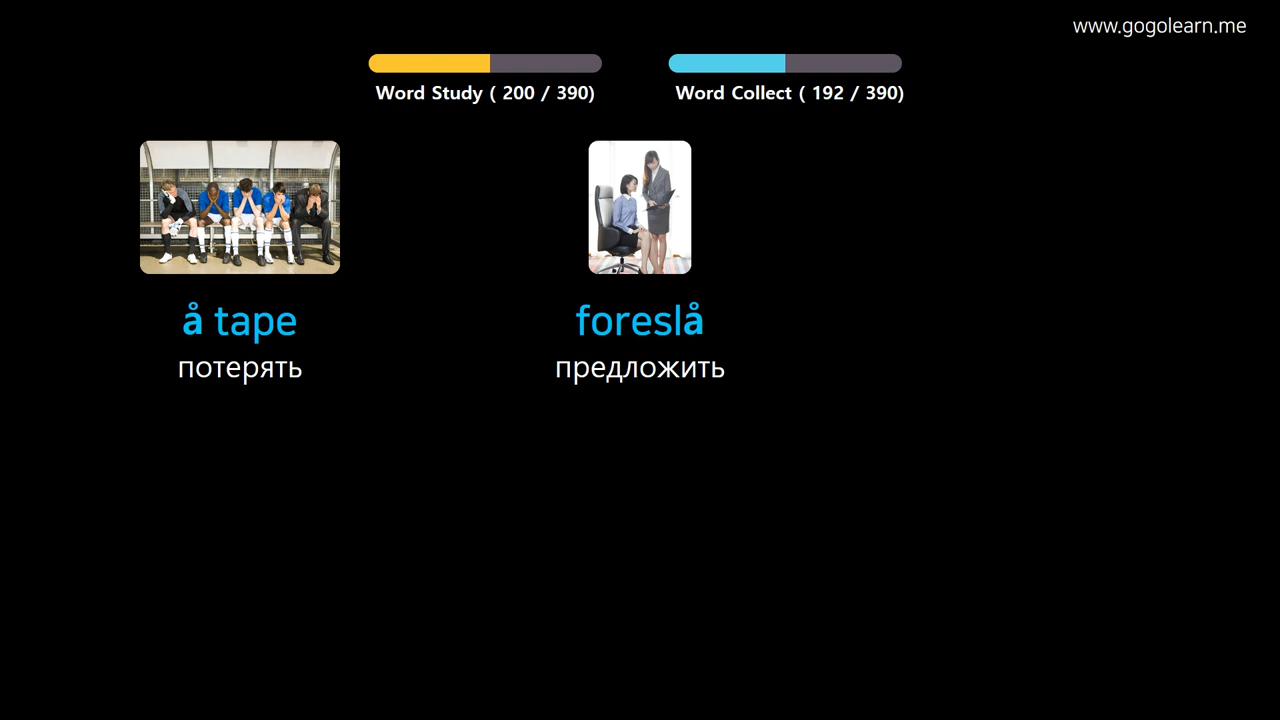 www.gogolearn.me
Word Study ( 200 / 390)
Word Collect ( 192 / 390)
å tape
потерять
foreslå
предложить